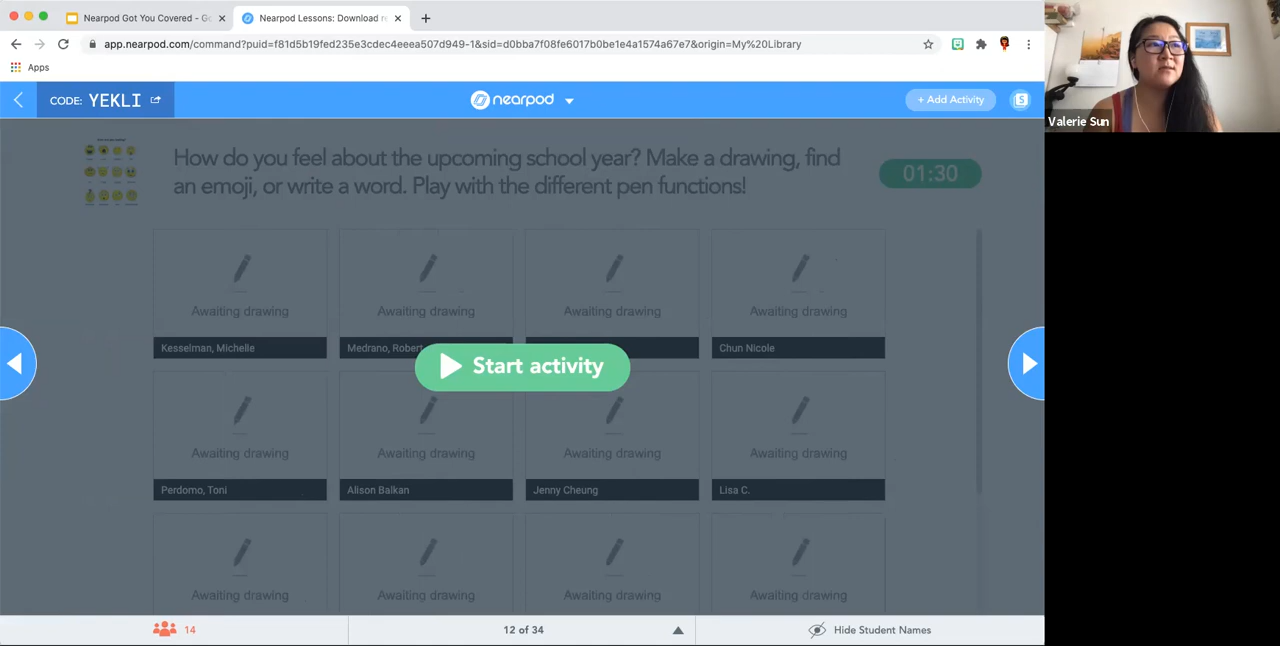 Nearpod Got You Covered - Go
Nearpod Lessons: Download re
app.nearpod.com/command?puid=f81d5b19fed235e3cdec4eeea507d949-1&sid=d0bba7f08fe6017b0be1e4a1574a67e7&origin=My%20Library
Apps
CODE: YEKLI
nearpod
+ Add Activity
S
Valerie Sun
How do you feel about the upcoming school year? Make a drawing, find
an emoji, or write a word. Play with the different pen functions!
01:30
Awaiting drawing Awaiting drawing Awaiting drawing Awaiting drawing
Kesselman, Michelle Medrano, Robert Chun Nicole
Start activity
Awaiting drawing Awaiting drawing Awaiting drawing Awaiting drawing
Perdomo, Toni Alison Balkan Jenny Cheung Lisa C.
Awaiting drawing Awaiting drawing Awaiting drawing Awaiting drawing
14
12 of 34
Hide Student Names